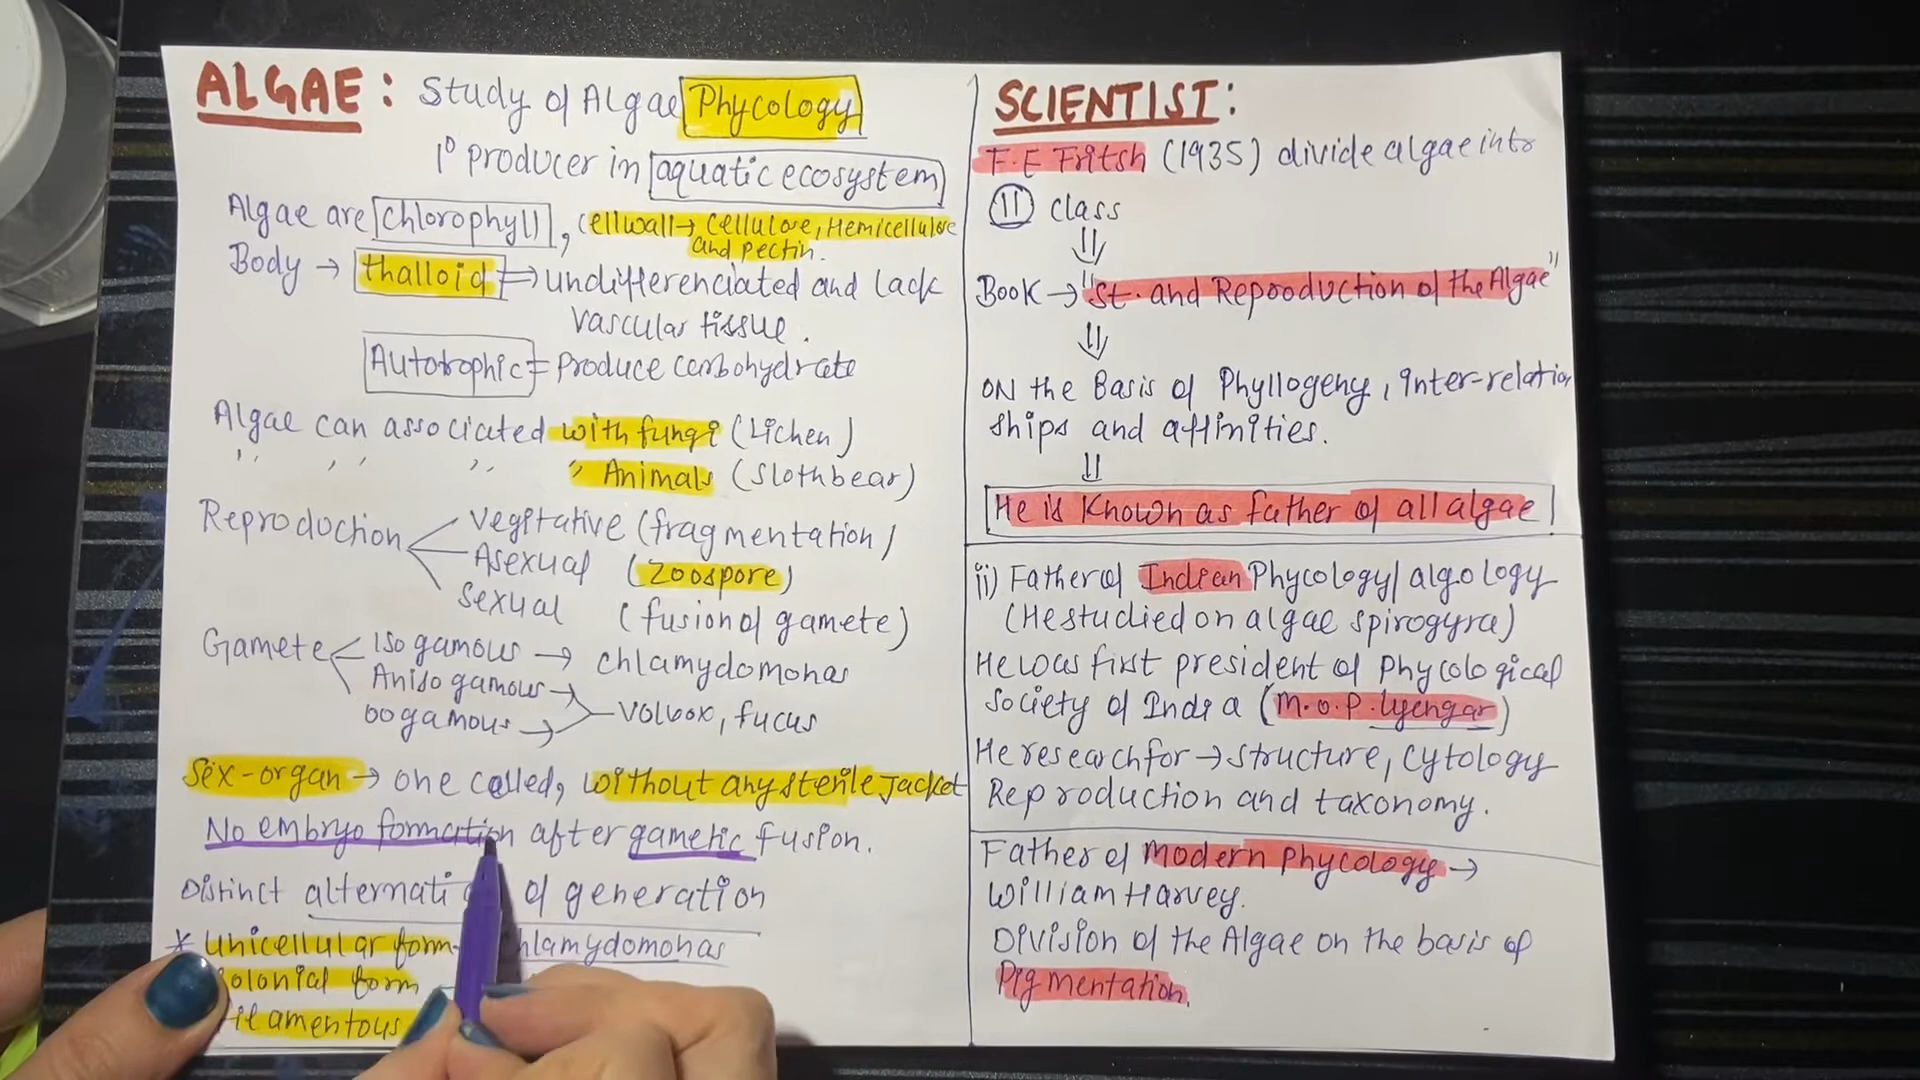 ALGAE: Study of Algae Phycology
1° producer in aquatic ecosystem
Algae are Chlorophyll, Cellwall → Cellulose, Hemicellulose
and pectin.
Body → thalloid ⇒ undifferenciated and lack
vascular tissue.
Autotrophic = Produce carbohydrate
Algae can associated with fungi (Lichen)
" " " " Animals (Slothbear)
Reproduction Vegitative (fragmentation)
Asexual (Zoospore)
Sexual (fusion of gamete)
Gamete Isogamous → Chlamydomonas
Anisogamous →
Oogamous → Volvox, fucus
Sex-organ → one celled, without any sterile Jacket
No embryo formation after gametic fusion.
Distinct alternati of generation
* Unicellular form hlamydomonas
olonial form
ilamentous
SCIENTIST:
F.E Fritsh (1935) divide algae into
11 class
⇓
Book → "St. and Reproduction of the Algae"
⇓
ON the Basis of Phyllogeny, Inter-relation
ships and affinities.
⇓
He is Known as father of all algae
ii) Father of Indian Phycology/algology
(He studied on algae spirogyra)
He was first president of Phycological
Society of India (M.O.P. Iyengar)
He research for → Structure, Cytology
Reproduction and taxonomy.
Father of Modern Phycology →
William Harvey.
Division of the Algae on the basis of
Pigmentation.